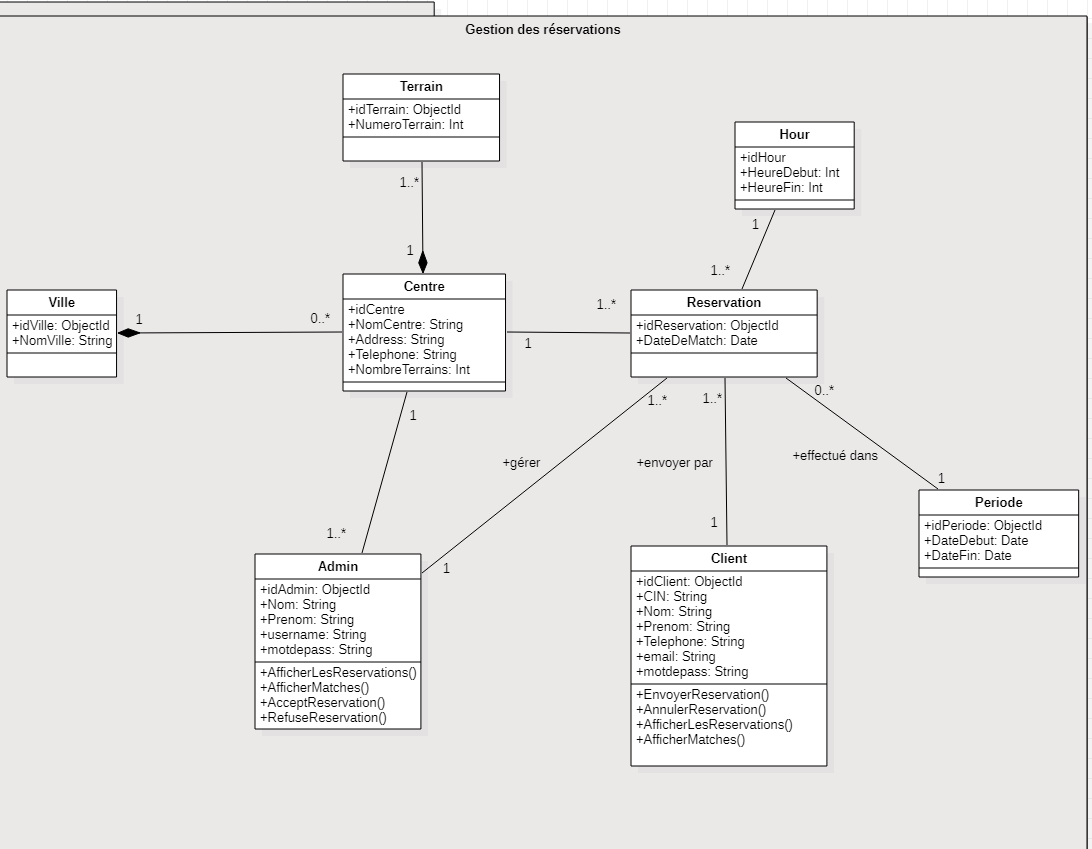 Gestion des réservations
Terrain
+idTerrain: ObjectId
+NumeroTerrain: Int
1..*
1
Hour
+idHour
+HeureDebut: Int
+HeureFin: Int
1
1..*
Ville
+idVille: ObjectId
+NomVille: String
1
0..*
Centre
+idCentre
+NomCentre: String
+Address: String
+Telephone: String
+NombreTerrains: Int
1..*
1
Reservation
+idReservation: ObjectId
+DateDeMatch: Date
1
1..*
1..*
1..*
0..*
+gérer
+envoyer par
+effectué dans
1
1
1
Periode
+idPeriode: ObjectId
+DateDebut: Date
+DateFin: Date
Admin
+idAdmin: ObjectId
+Nom: String
+Prenom: String
+username: String
+motdepass: String
+AfficherLesReservations()
+AfficherMatches()
+AcceptReservation()
+RefuseReservation()
Client
+idClient: ObjectId
+CIN: String
+Nom: String
+Prenom: String
+Telephone: String
+email: String
+motdepass: String
+EnvoyerReservation()
+AnnulerReservation()
+AfficherLesReservations()
+AfficherMatches()